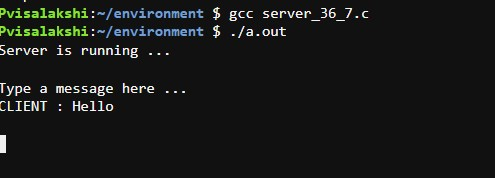 Pvisalakshi:~/environment $ gcc server_36_7.c
Pvisalakshi:~/environment $ ./a.out
Server is running ...
Type a message here ...
CLIENT : Hello